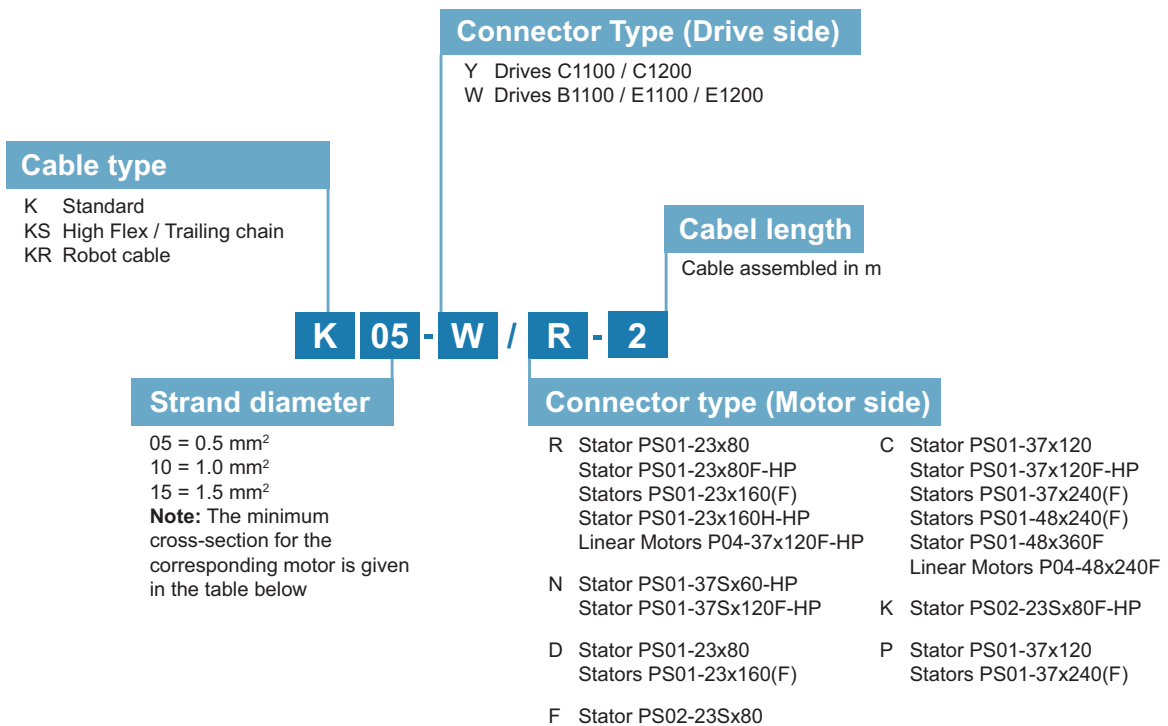 Connector Type (Drive side)
Y Drives C1100 / C1200
W Drives B1100 / E1100 / E1200
Cable type
K Standard
KS High Flex / Trailing chain
KR Robot cable
Cabel length
Cable assembled in m
K 05 - W / R - 2
Strand diameter
05 = 0.5 mm²
10 = 1.0 mm²
15 = 1.5 mm²
Note: The minimum
cross-section for the
corresponding motor is given
in the table below
Connector type (Motor side)
R Stator PS01-23x80
Stator PS01-23x80F-HP
Stators PS01-23x160(F)
Stator PS01-23x160H-HP
Linear Motors P04-37x120F-HP
N Stator PS01-37Sx60-HP
Stator PS01-37Sx120F-HP
D Stator PS01-23x80
Stators PS01-23x160(F)
F Stator PS02-23Sx80
C Stator PS01-37x120
Stator PS01-37x120F-HP
Stators PS01-37x240(F)
Stators PS01-48x240(F)
Stator PS01-48x360F
Linear Motors P04-48x240F
K Stator PS02-23Sx80F-HP
P Stator PS01-37x120
Stators PS01-37x240(F)